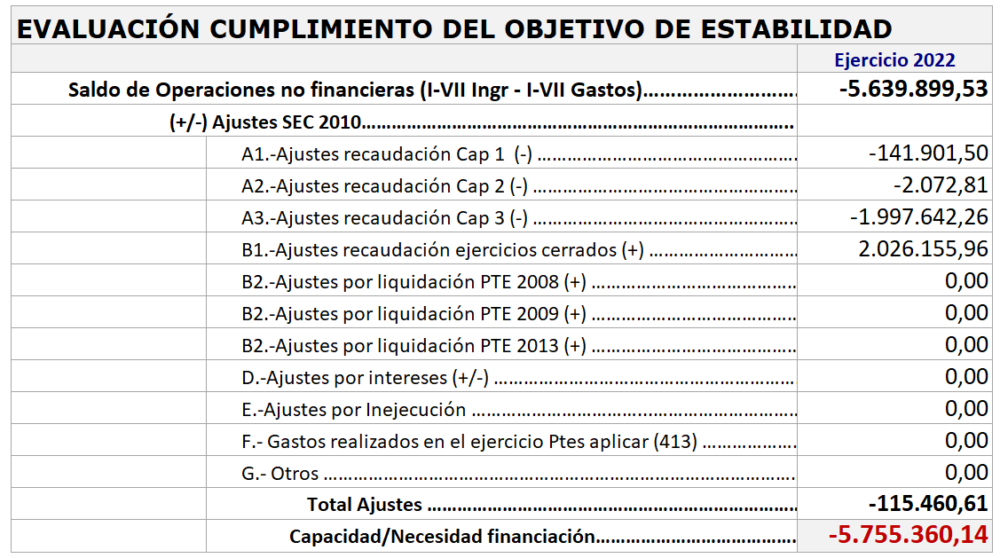 EVALUACIÓN CUMPLIMIENTO DEL OBJETIVO DE ESTABILIDAD
Ejercicio 2022
Saldo de Operaciones no financieras (I-VII Ingr - I-VII Gastos)............................ -5.639.899,53
(+/-) Ajustes SEC 2010................................................................................
A1.-Ajustes recaudación Cap 1 (-) .................................................... -141.901,50
A2.-Ajustes recaudación Cap 2 (-) ..................................................... -2.072,81
A3.-Ajustes recaudación Cap 3 (-) ..................................................... -1.997.642,26
B1.-Ajustes recaudación ejercicios cerrados (+) ............................. 2.026.155,96
B2.-Ajustes por liquidación PTE 2008 (+) ......................................... 0,00
B2.-Ajustes por liquidación PTE 2009 (+) ......................................... 0,00
B2.-Ajustes por liquidación PTE 2013 (+) ......................................... 0,00
D.-Ajustes por intereses (+/-) ............................................................ 0,00
E.-Ajustes por Inejecución ................................................................. 0,00
F.- Gastos realizados en el ejercicio Ptes aplicar (413) ................... 0,00
G.- Otros ............................................................................................... 0,00
Total Ajustes .......................................................................... -115.460,61
Capacidad/Necesidad financiación........................................ -5.755.360,14